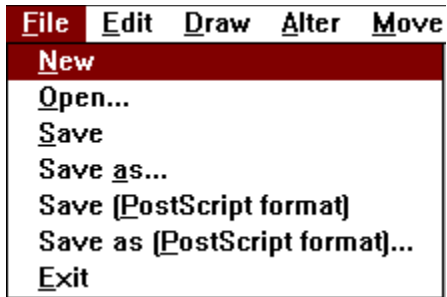 File Edit Draw Alter Move
New
Open...
Save
Save as...
Save (PostScript format)
Save as (PostScript format)...
Exit